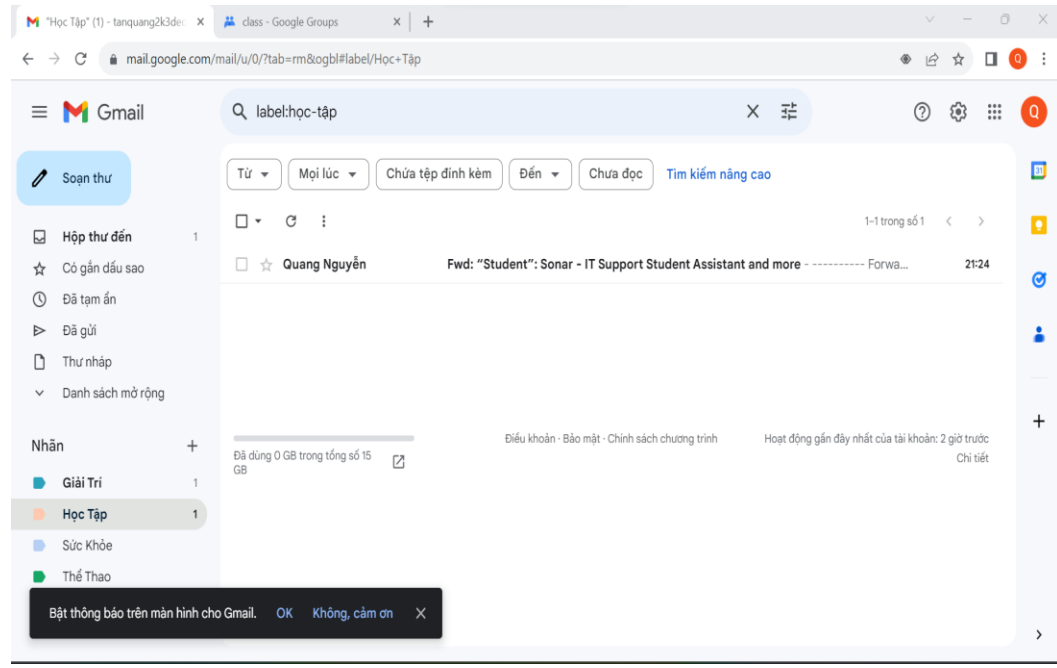 "Học Tập" (1) - tanquang2k3dec
class - Google Groups
mail.google.com/mail/u/0/?tab=rm&ogbl#label/Học+Tập
Q
Gmail
label:học-tập
Q
Soạn thư
Từ
Mọi lúc
Chứa tệp đính kèm
Đến
Chưa đọc
Tìm kiếm nâng cao
31
1–1 trong số 1
Hộp thư đến 1
Có gắn dấu sao
Đã tạm ẩn
Đã gửi
Thư nháp
Danh sách mở rộng
Quang Nguyễn Fwd: “Student”: Sonar - IT Support Student Assistant and more - ---------- Forwa... 21:24
Nhãn
Giải Trí 1
Học Tập 1
Sức Khỏe
Thể Thao
Đã dùng 0 GB trong tổng số 15
GB
Điều khoản · Bảo mật · Chính sách chương trình
Hoạt động gần đây nhất của tài khoản: 2 giờ trước
Chi tiết
Bật thông báo trên màn hình cho Gmail. OK Không, cảm ơn